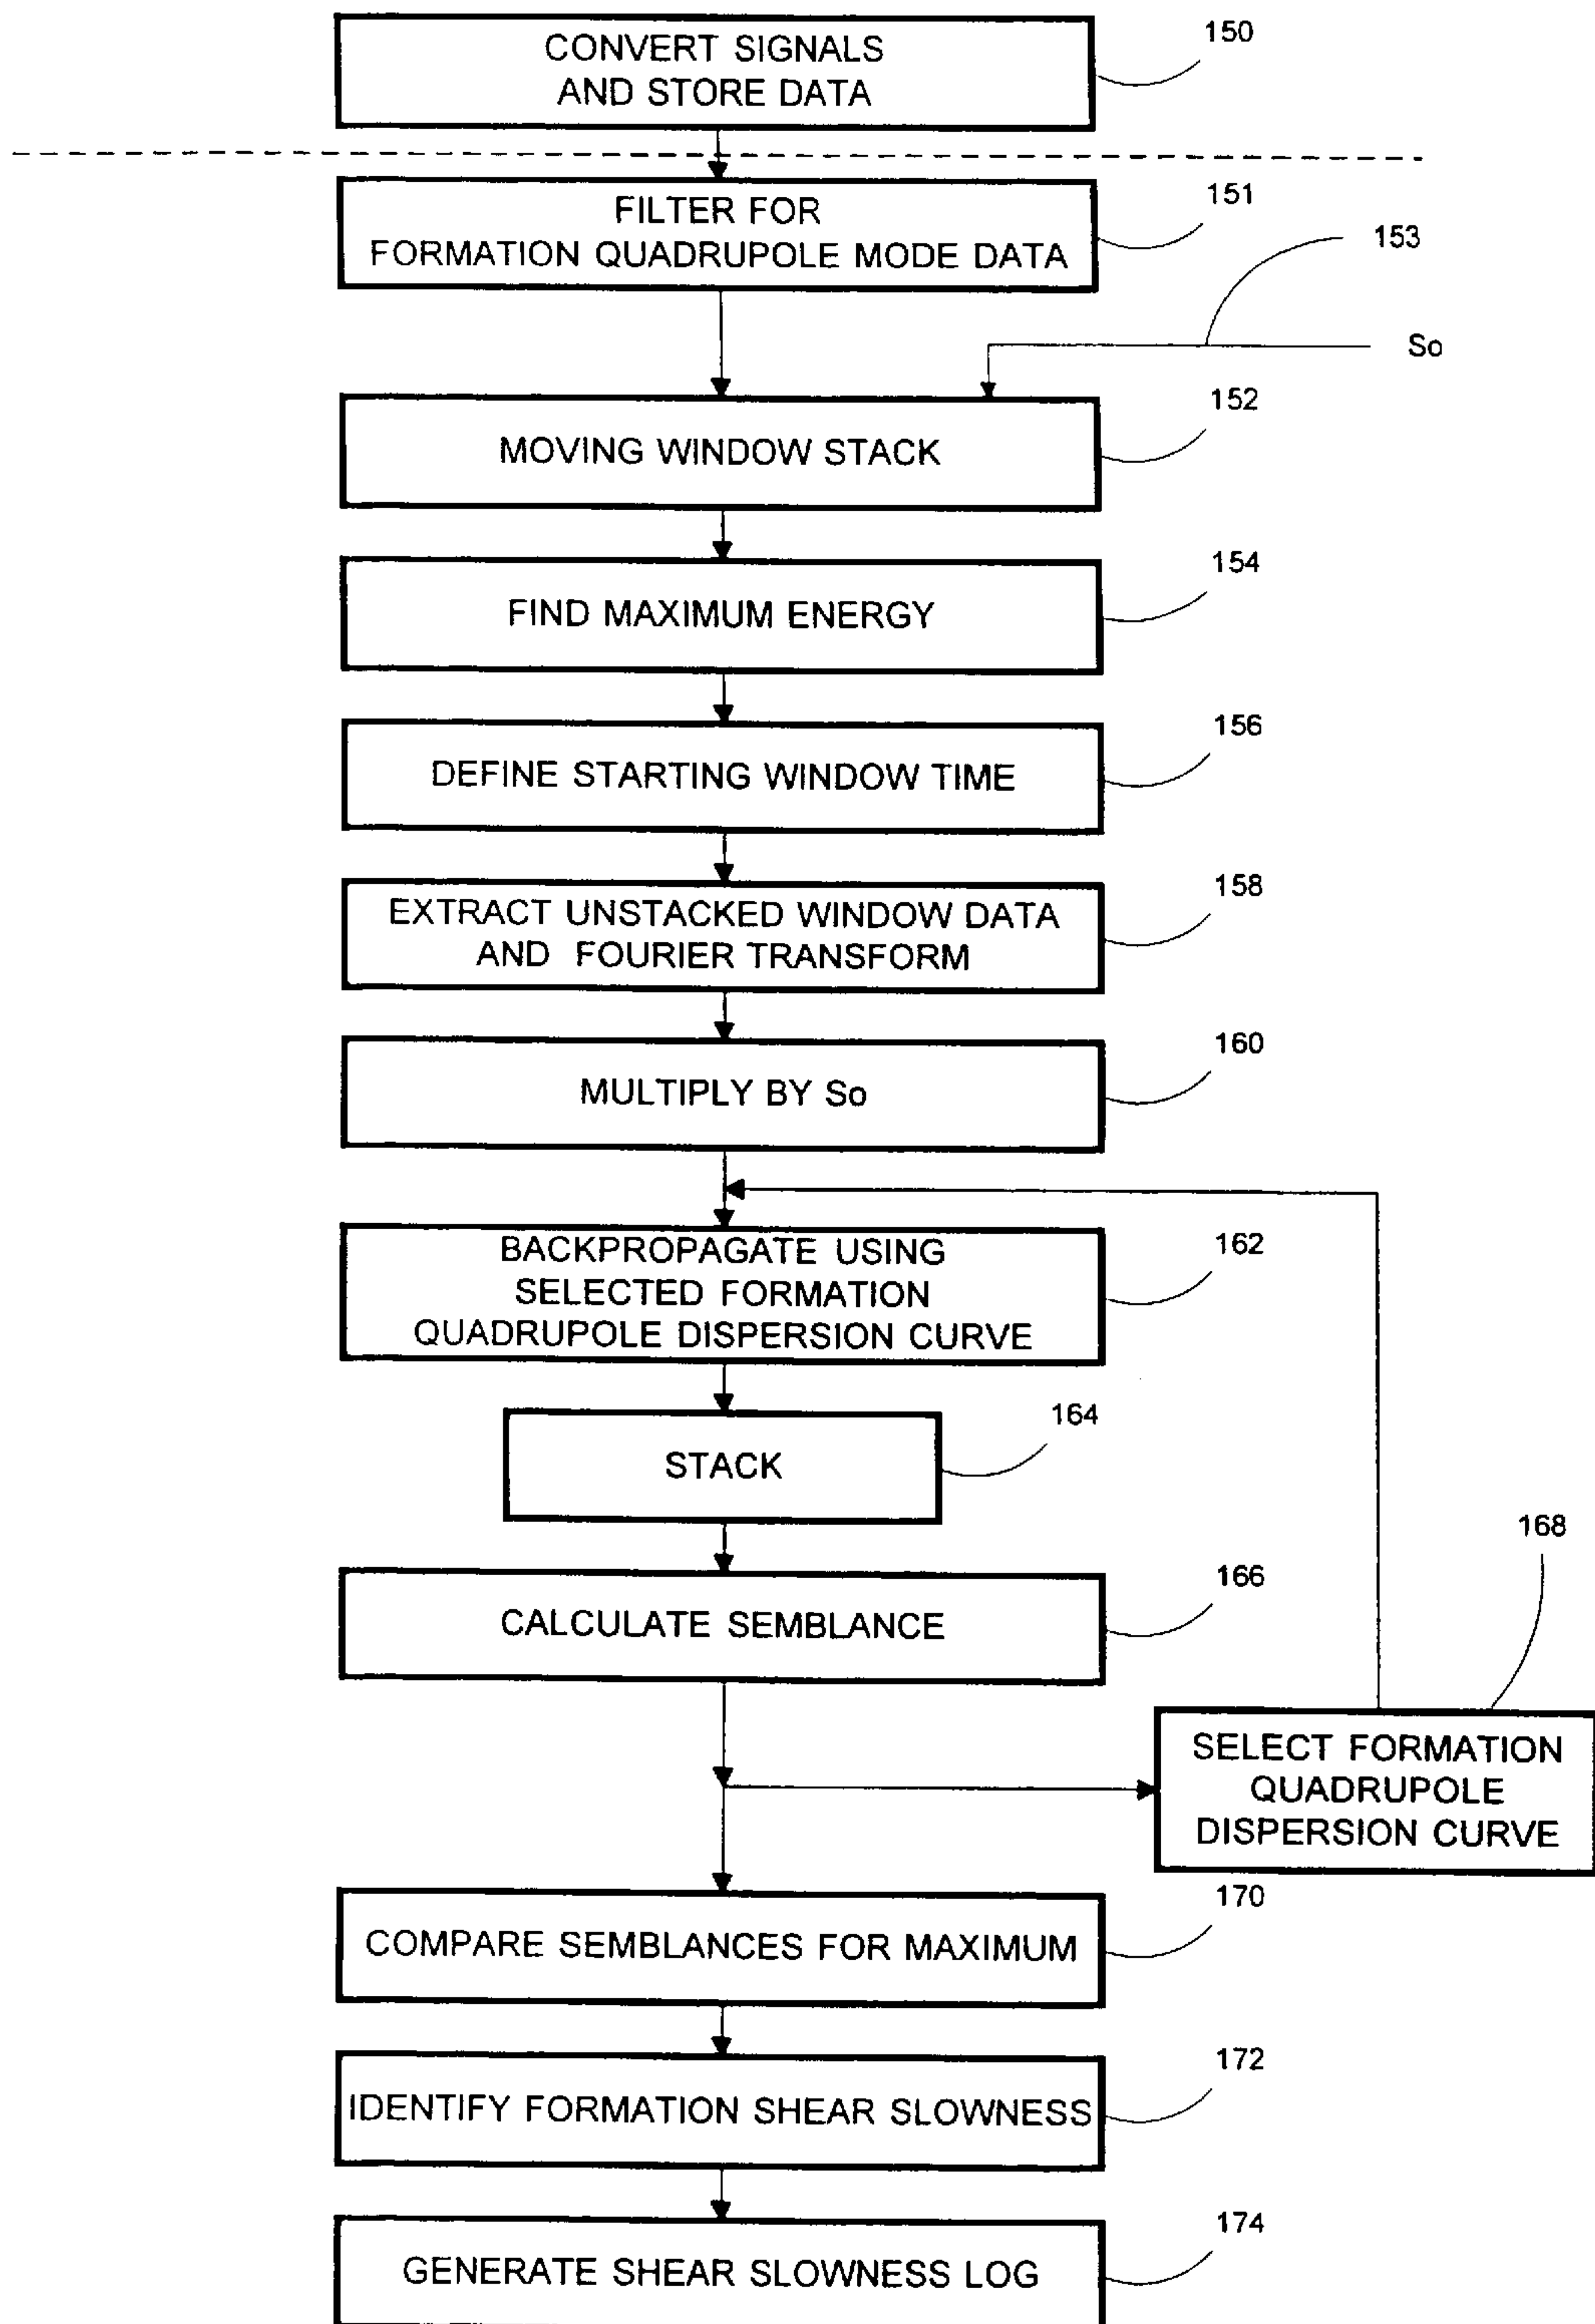 CONVERT SIGNALS
AND STORE DATA
150
FILTER FOR
FORMATION QUADRUPOLE MODE DATA
151
153
So
MOVING WINDOW STACK
152
FIND MAXIMUM ENERGY
154
DEFINE STARTING WINDOW TIME
156
EXTRACT UNSTACKED WINDOW DATA
AND FOURIER TRANSFORM
158
MULTIPLY BY So
160
BACKPROPAGATE USING
SELECTED FORMATION
QUADRUPOLE DISPERSION CURVE
162
STACK
164
CALCULATE SEMBLANCE
166
168
SELECT FORMATION
QUADRUPOLE
DISPERSION CURVE
COMPARE SEMBLANCES FOR MAXIMUM
170
IDENTIFY FORMATION SHEAR SLOWNESS
172
GENERATE SHEAR SLOWNESS LOG
174